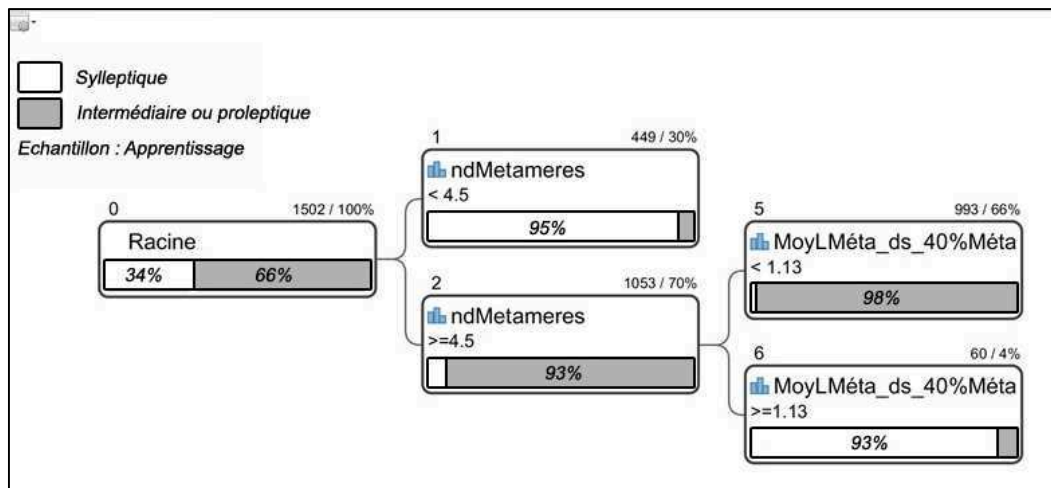 Sylleptique
Intermédiaire ou proleptique
Echantillon : Apprentissage
0 1502 / 100%
Racine
34% 66%
1 449 / 30%
ndMetameres
< 4.5
95%
2 1053 / 70%
ndMetameres
>=4.5
93%
5 993 / 66%
MoyLMéta_ds_40%Méta
< 1.13
98%
6 60 / 4%
MoyLMéta_ds_40%Méta
>=1.13
93%